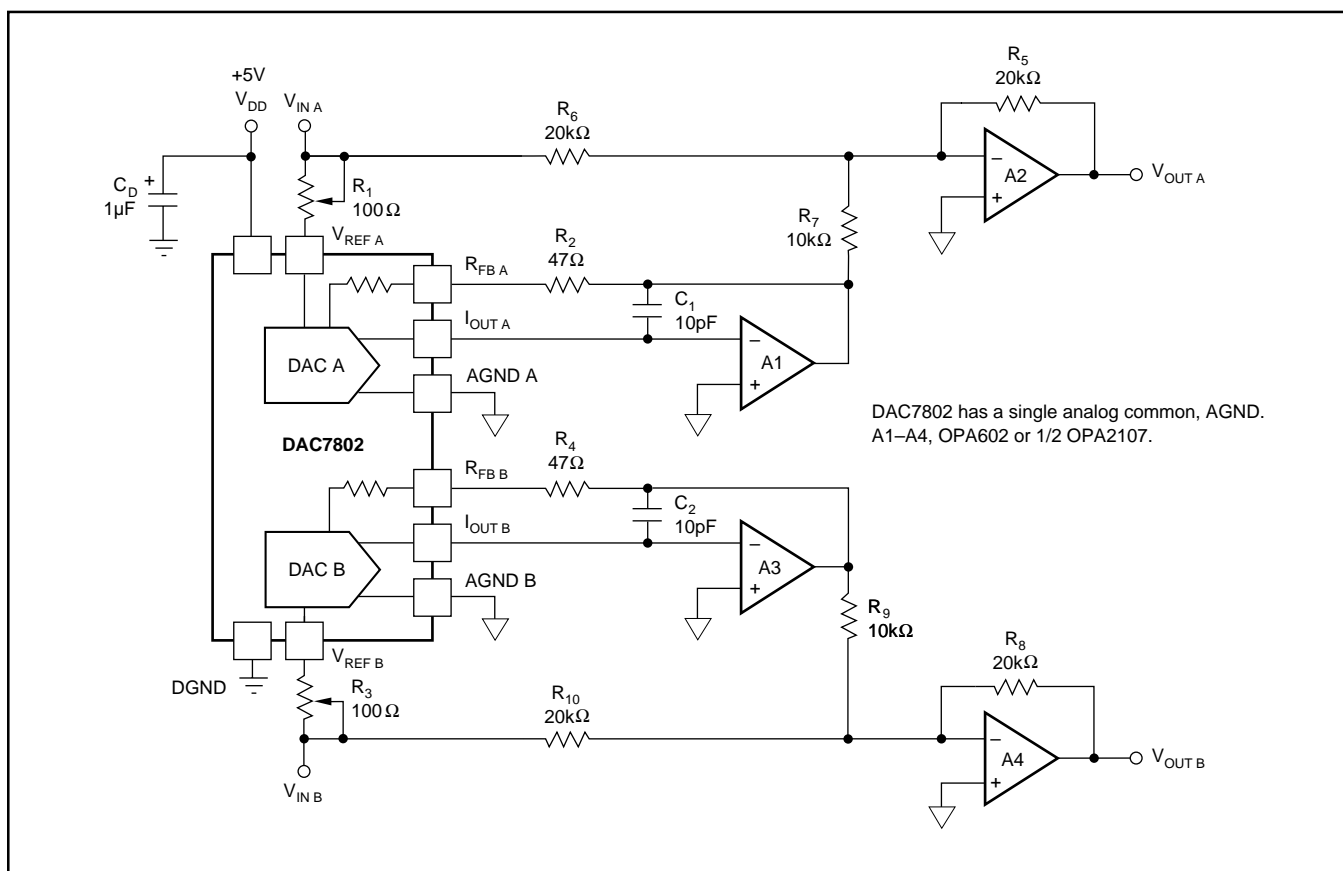 +5V
V_DD
V_IN A
C_D
+
1µF
R_1
100Ω
R_6
20kΩ
R_5
20kΩ
−
+
A2
V_OUT A
R_7
10kΩ
V_REF A
R_FB A
R_2
47Ω
C_1
10pF
I_OUT A
−
+
A1
DAC A
AGND A
DAC7802 has a single analog common, AGND.
A1–A4, OPA602 or 1/2 OPA2107.
DAC7802
R_FB B
R_4
47Ω
C_2
10pF
I_OUT B
−
+
A3
DAC B
AGND B
R_9
10kΩ
V_REF B
DGND
R_3
100Ω
R_10
20kΩ
R_8
20kΩ
−
+
A4
V_OUT B
V_IN B